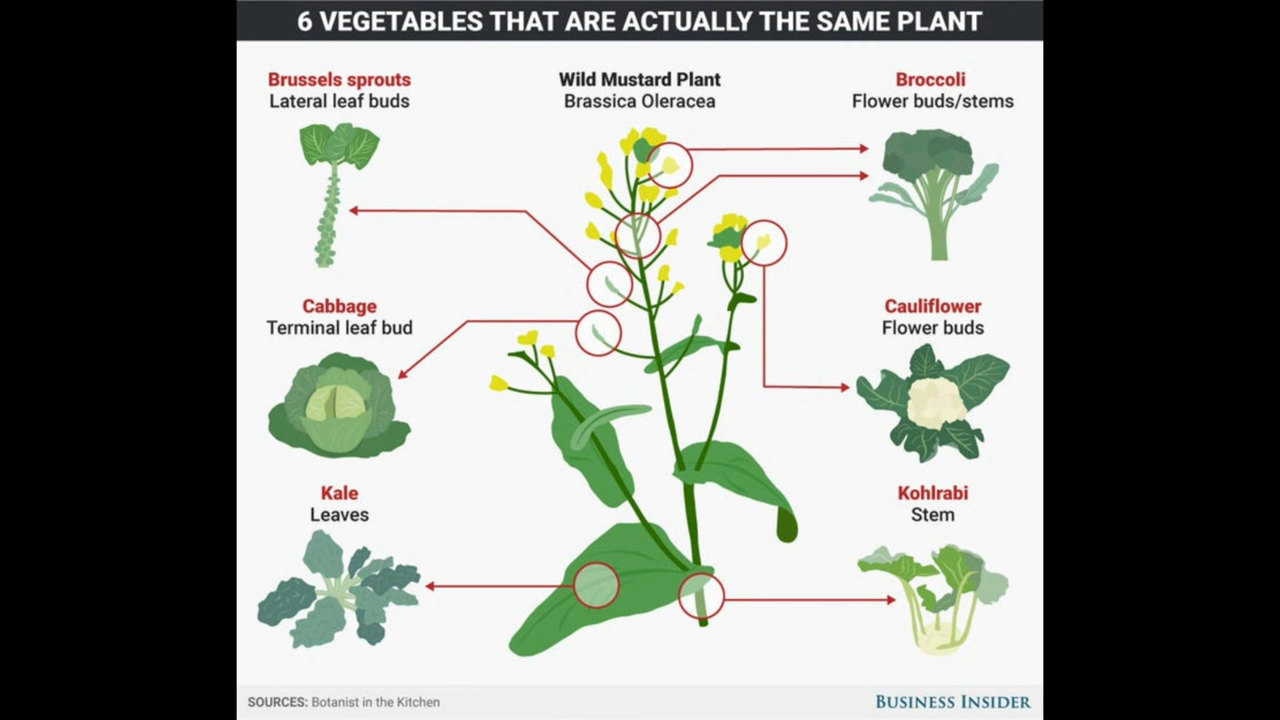 6 VEGETABLES THAT ARE ACTUALLY THE SAME PLANT
Brussels sprouts
Lateral leaf buds
Wild Mustard Plant
Brassica Oleracea
Broccoli
Flower buds/stems
Cabbage
Terminal leaf bud
Cauliflower
Flower buds
Kale
Leaves
Kohlrabi
Stem
SOURCES: Botanist in the Kitchen
BUSINESS INSIDER